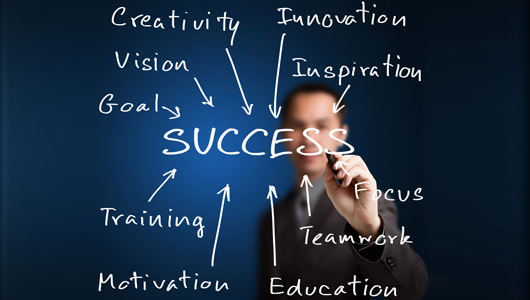 Creativity
Innovation
Vision
Inspiration
Goal
SUCCESS
Focus
Training
Teamwork
Motivation
Education